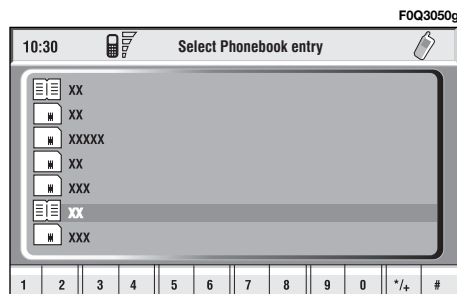 F0Q3050g
10:30 Select Phonebook entry
XX
XX
XXXXX
XX
XXX
XX
XXX
1 2 3 4 5 6 7 8 9 0 */+ #